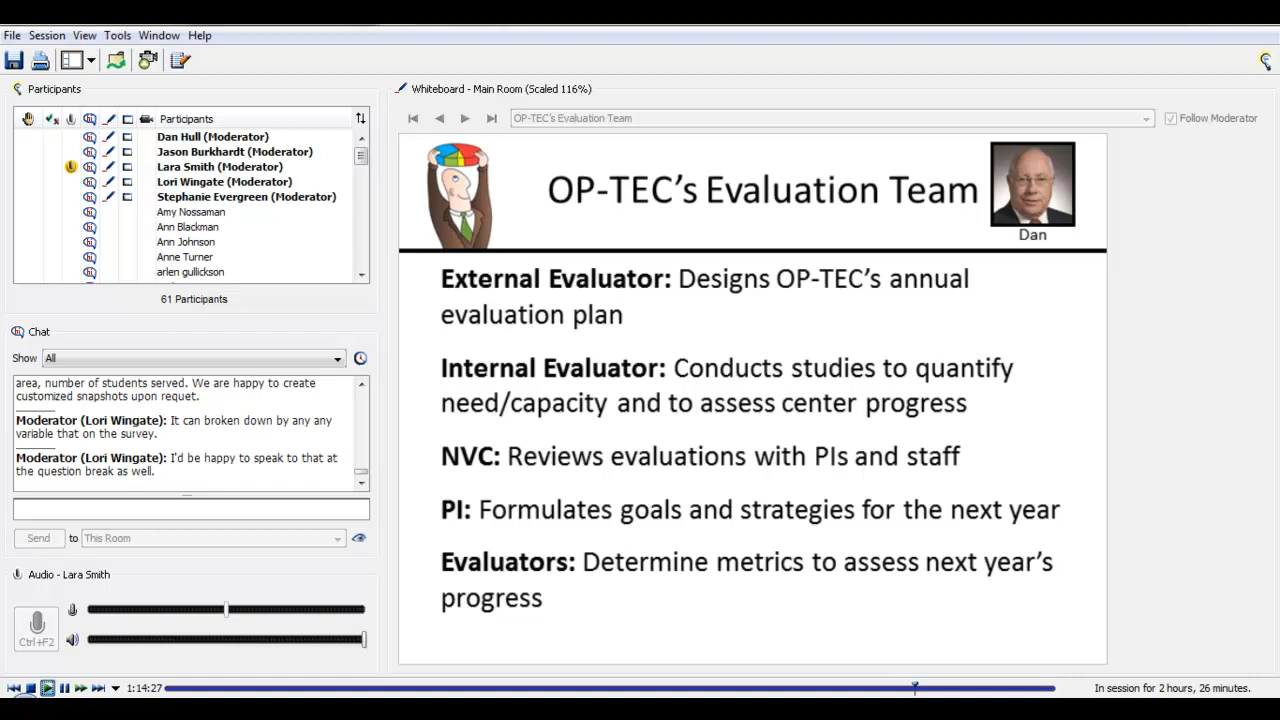 File Session View Tools Window Help
Participants
Participants
Dan Hull (Moderator)
Jason Burkhardt (Moderator)
Lara Smith (Moderator)
Lori Wingate (Moderator)
Stephanie Evergreen (Moderator)
Amy Nossaman
Ann Blackman
Ann Johnson
Anne Turner
arlen gullickson
61 Participants
Chat
Show All
area, number of students served. We are happy to create
customized snapshots upon requet.
Moderator (Lori Wingate): It can broken down by any any
variable that on the survey.
Moderator (Lori Wingate): I'd be happy to speak to that at
the question break as well.
Send to This Room
Audio - Lara Smith
Ctrl+F2
Whiteboard - Main Room (Scaled 116%)
OP-TEC's Evaluation Team
Follow Moderator
OP-TEC's Evaluation Team
Dan
External Evaluator: Designs OP-TEC's annual
evaluation plan
Internal Evaluator: Conducts studies to quantify
need/capacity and to assess center progress
NVC: Reviews evaluations with PIs and staff
PI: Formulates goals and strategies for the next year
Evaluators: Determine metrics to assess next year's
progress
1:14:27
In session for 2 hours, 26 minutes.